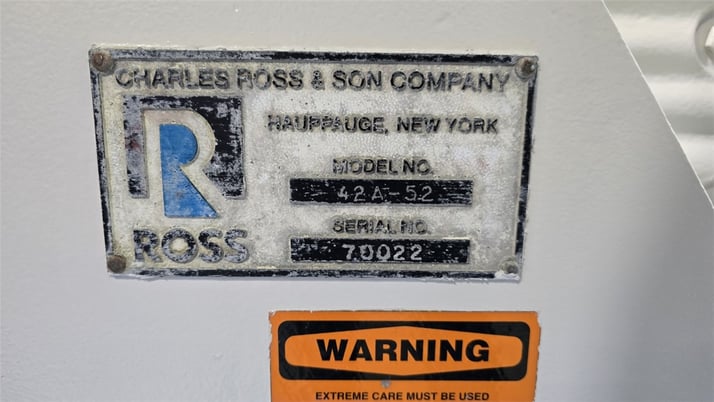 CHARLES ROSS & SON COMPANY
HAUPPAUGE, NEW YORK
MODEL NO.
42A-52
SERIAL NO.
70022
R
ROSS
WARNING
EXTREME CARE MUST BE USED